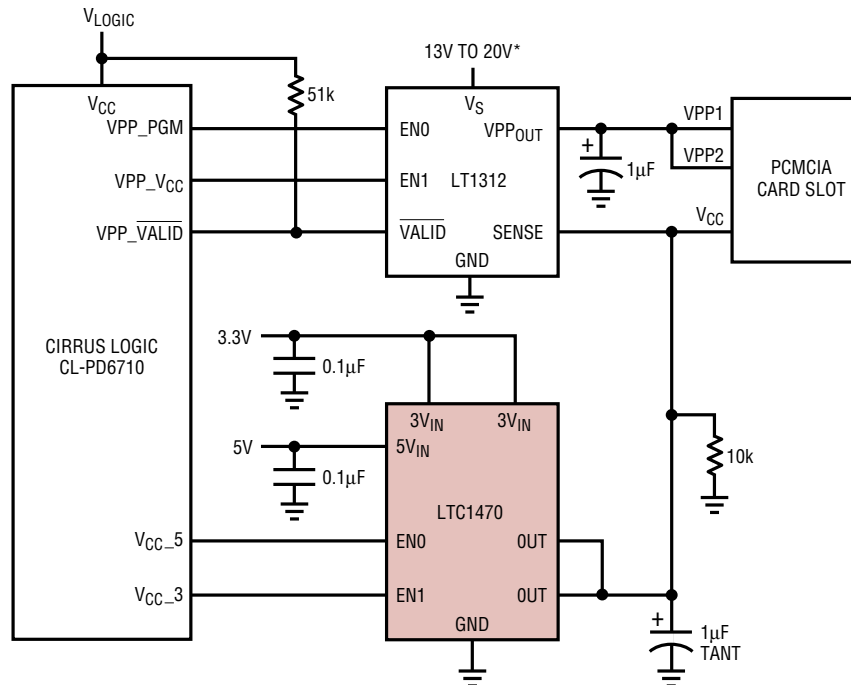 VLOGIC
13V TO 20V*
VCC
51k
VS
VPP_PGM
EN0
VPPOUT
VPP1
VPP2
+
1µF
PCMCIA
CARD SLOT
VPP_VCC
EN1
LT1312
VPP_VALID
VALID
SENSE
VCC
GND
CIRRUS LOGIC
CL-PD6710
3.3V
0.1µF
3VIN
3VIN
5V
5VIN
0.1µF
10k
LTC1470
VCC_5
EN0
OUT
VCC_3
EN1
OUT
GND
+
1µF
TANT